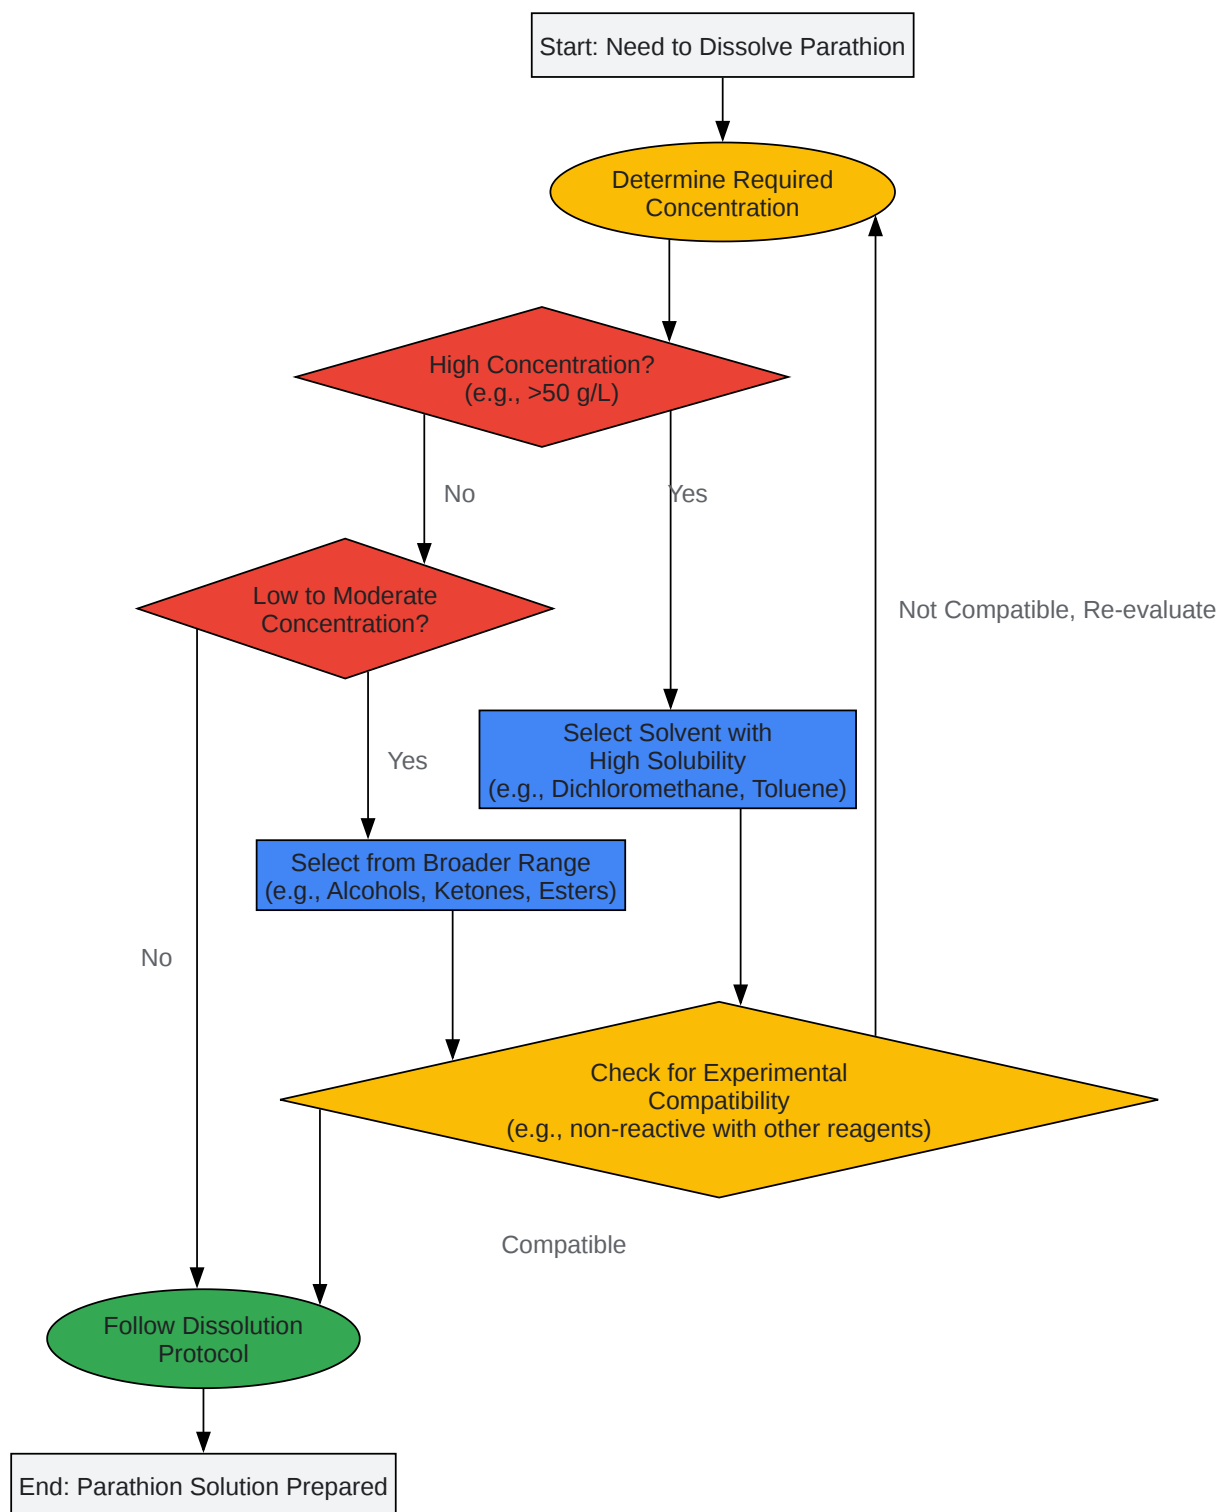 Start: Need to Dissolve Parathion
Determine Required
Concentration
High Concentration?
(e.g., >50 g/L)
No
Yes
Low to Moderate
Concentration?
Not Compatible, Re-evaluate
Select Solvent with
High Solubility
(e.g., Dichloromethane, Toluene)
Yes
Select from Broader Range
(e.g., Alcohols, Ketones, Esters)
No
Check for Experimental
Compatibility
(e.g., non-reactive with other reagents)
Compatible
Follow Dissolution
Protocol
End: Parathion Solution Prepared